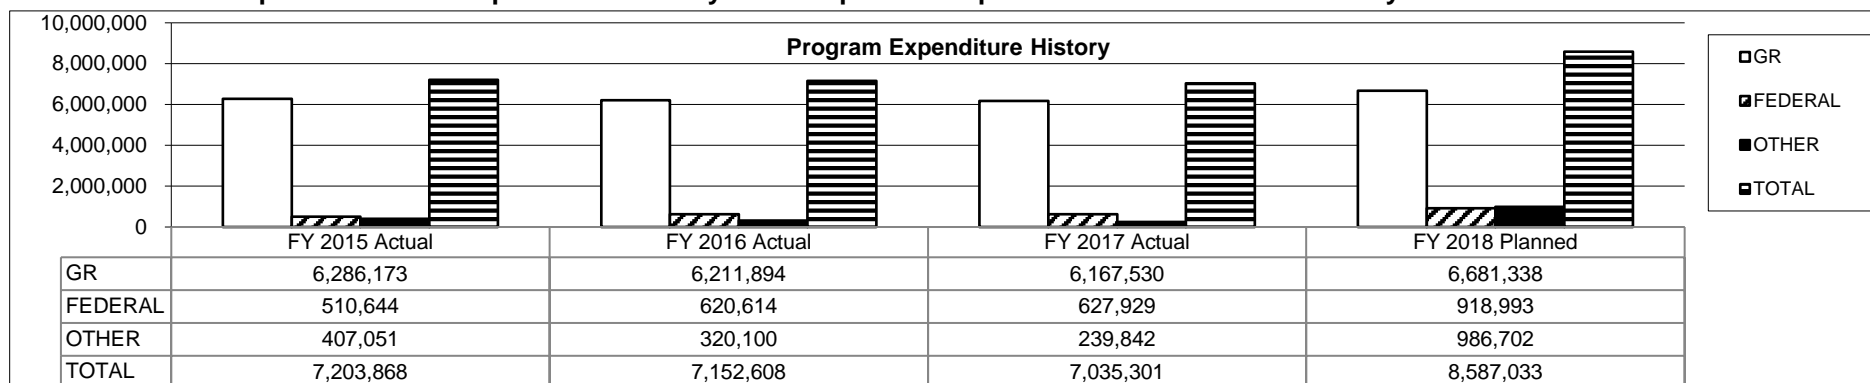 Program Expenditure History
10,000,000
8,000,000
6,000,000
4,000,000
2,000,000
0
GR
FEDERAL
OTHER
TOTAL
FY 2015 Actual FY 2016 Actual FY 2017 Actual FY 2018 Planned
GR 6,286,173 6,211,894 6,167,530 6,681,338
FEDERAL 510,644 620,614 627,929 918,993
OTHER 407,051 320,100 239,842 986,702
TOTAL 7,203,868 7,152,608 7,035,301 8,587,033